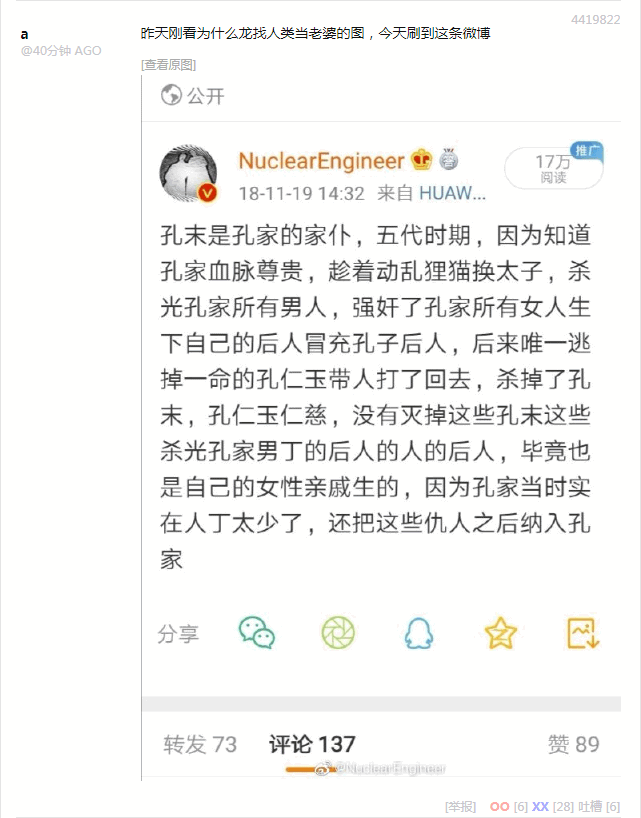 4419822
a
@40分钟 AGO
昨天刚看为什么龙找人类当老婆的图，今天刷到这条微博
[查看原图]
公开
NuclearEngineer
18-11-19 14:32 来自 HUAW...
17万
阅读
推广
孔末是孔家的家仆，五代时期，因为知道
孔家血脉尊贵，趁着动乱狸猫换太子，杀
光孔家所有男人，强奸了孔家所有女人生
下自己的后人冒充孔子后人，后来唯一逃
掉一命的孔仁玉带人打了回去，杀掉了孔
末，孔仁玉仁慈，没有灭掉这些孔末这些
杀光孔家男丁的后人的人的后人，毕竟也
是自己的女性亲戚生的，因为孔家当时实
在人丁太少了，还把这些仇人之后纳入孔
家
分享
转发 73 评论 137 赞 89
@NuclearEngineer
[举报] OO [6] XX [28] 吐槽 [6]